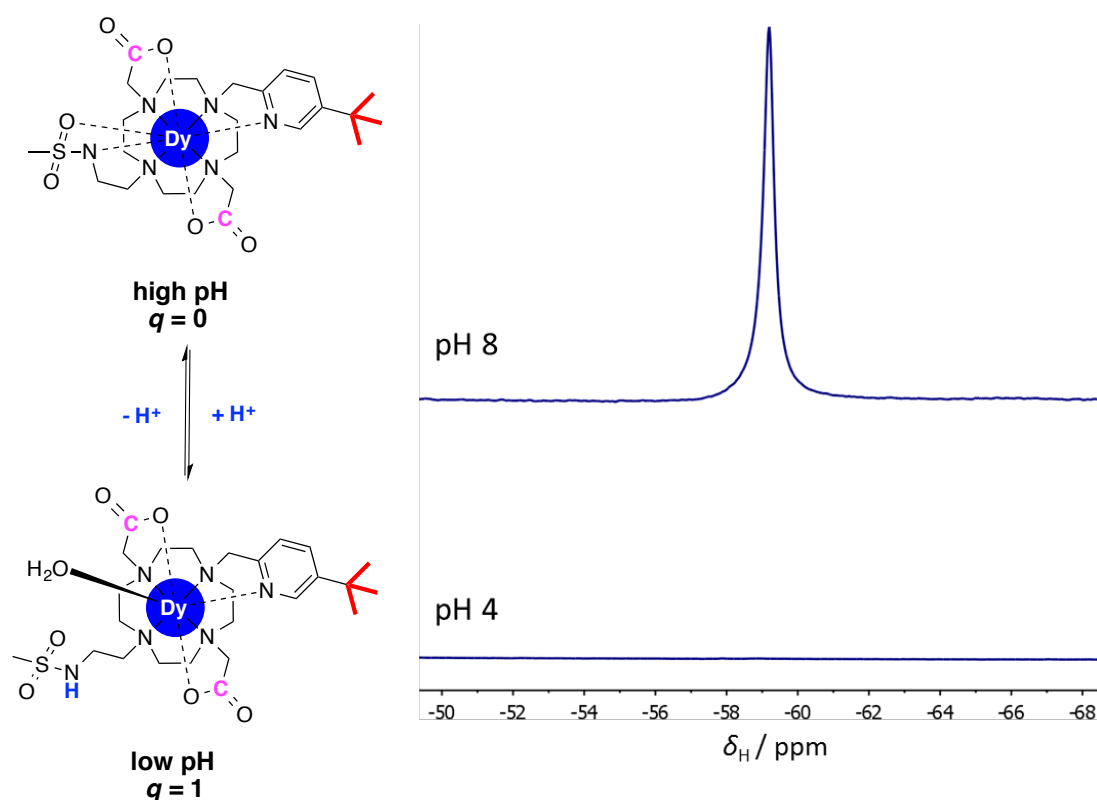 O
C
O
N
N
O
Dy
N
S
N
O
N
N
O
C
O
high pH
q = 0
- H⁺
+ H⁺
O
C
O
H₂O
N
N
Dy
N
O
S
N
N
N
O
H
O
C
O
low pH
q = 1
pH 8
pH 4
-50 -52 -54 -56 -58 -60 -62 -64 -66 -68
δH / ppm